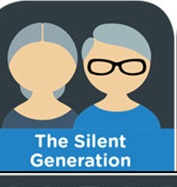 The Silent
Generation